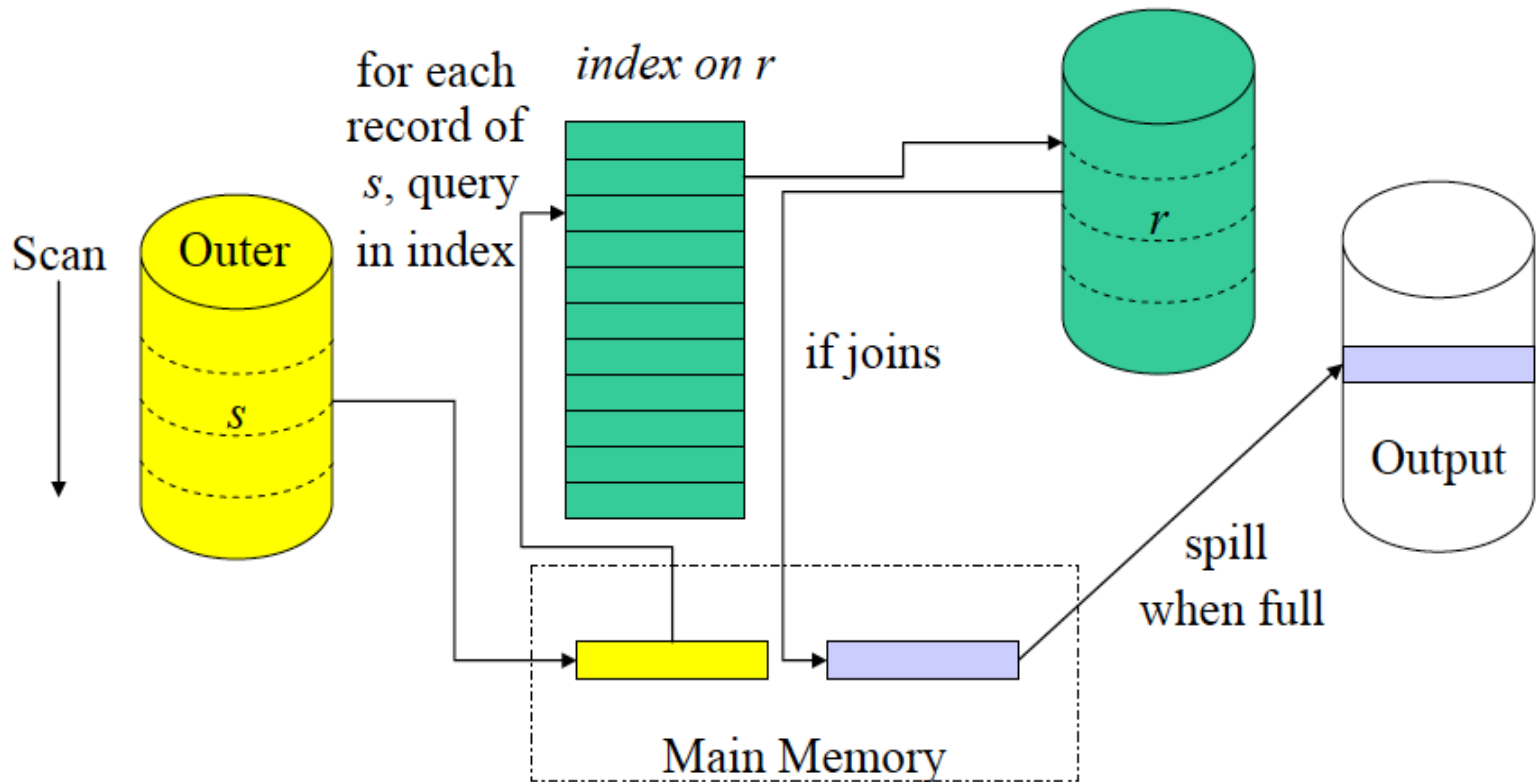 Scan
Outer
s
for each
record of
s, query
in index
index on r
r
if joins
Output
spill
when full
Main Memory